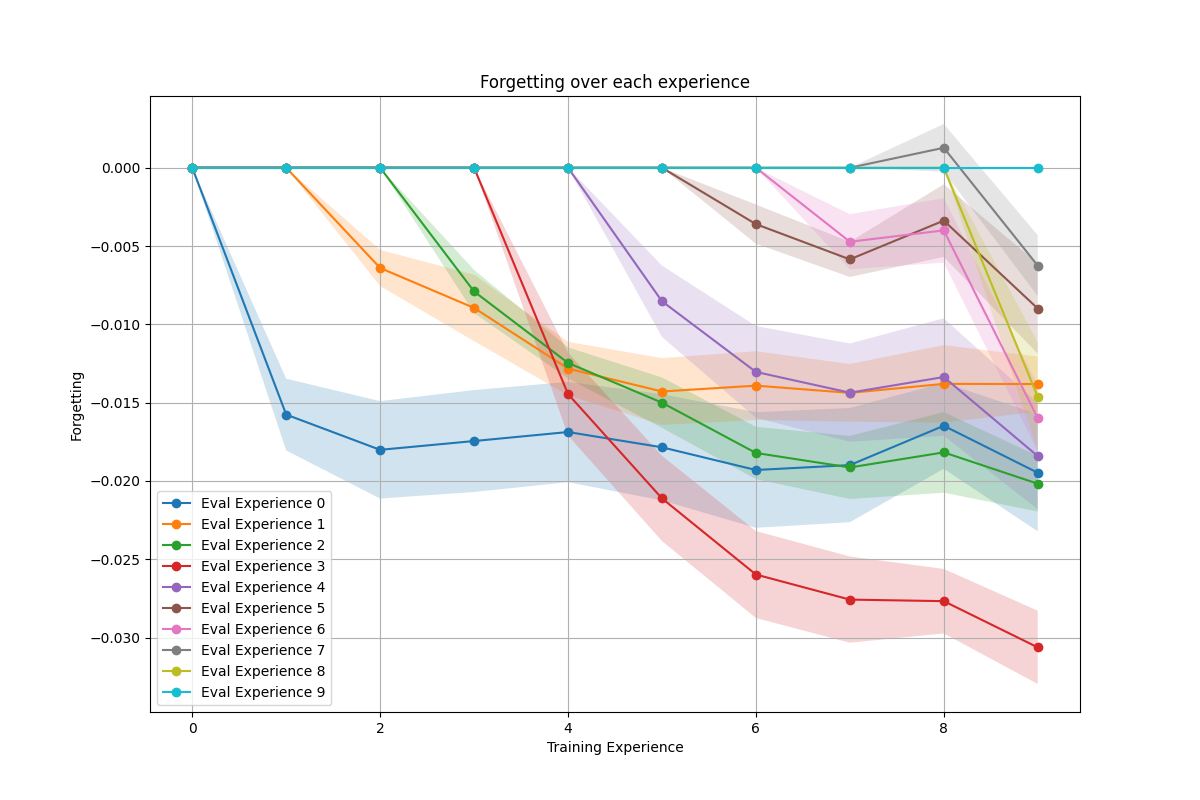 Forgetting over each experience
Forgetting
0.000
−0.005
−0.010
−0.015
−0.020
−0.025
−0.030
Eval Experience 0
Eval Experience 1
Eval Experience 2
Eval Experience 3
Eval Experience 4
Eval Experience 5
Eval Experience 6
Eval Experience 7
Eval Experience 8
Eval Experience 9
0 2 4 6 8
Training Experience